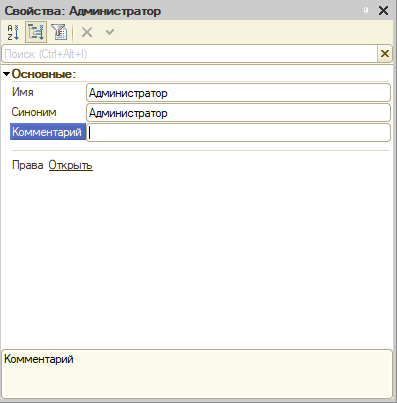 Свойства: Администратор
Поиск (Ctrl+Alt+I)
Основные:
Имя Администратор
Синоним Администратор
Комментарий
Права Открыть
Комментарий